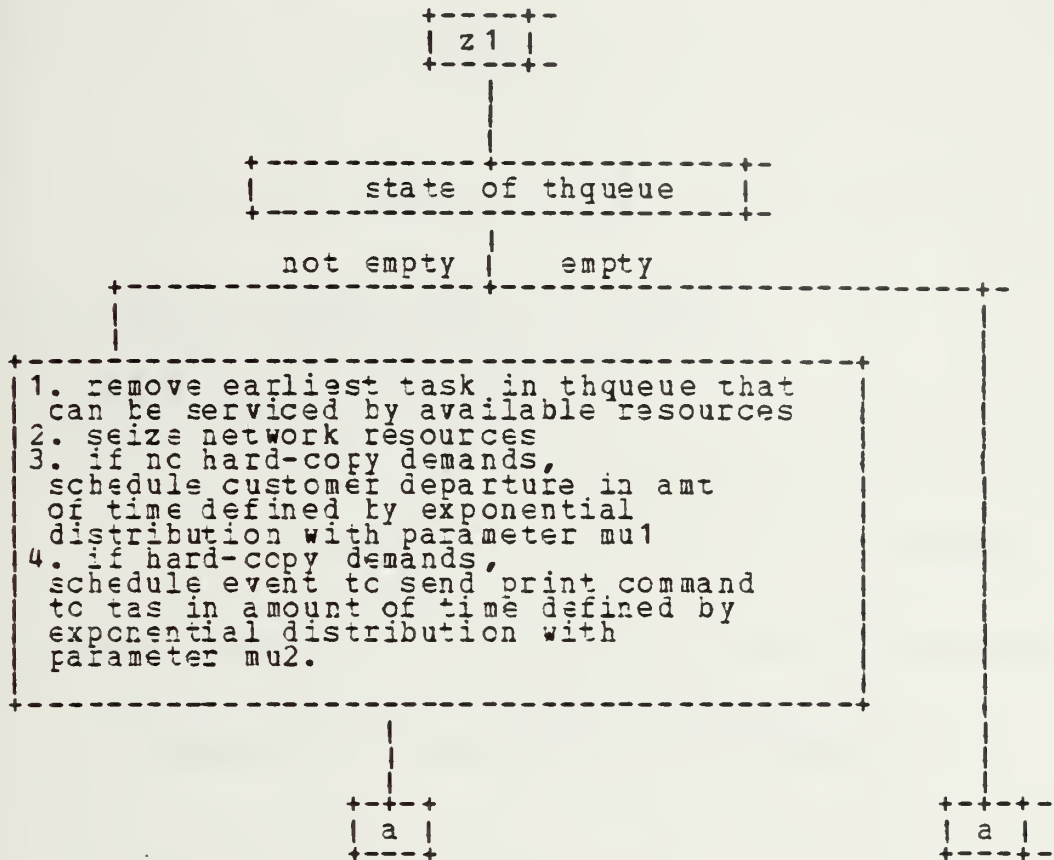 z1
state of thqueue
not empty empty
1. remove earliest task in thqueue that
can be serviced by available resources
2. seize network resources
3. if no hard-copy demands,
schedule customer departure in amt
of time defined by exponential
distribution with parameter mu1
4. if hard-copy demands,
schedule event to send print command
to tas in amount of time defined by
exponential distribution with
parameter mu2.
a a